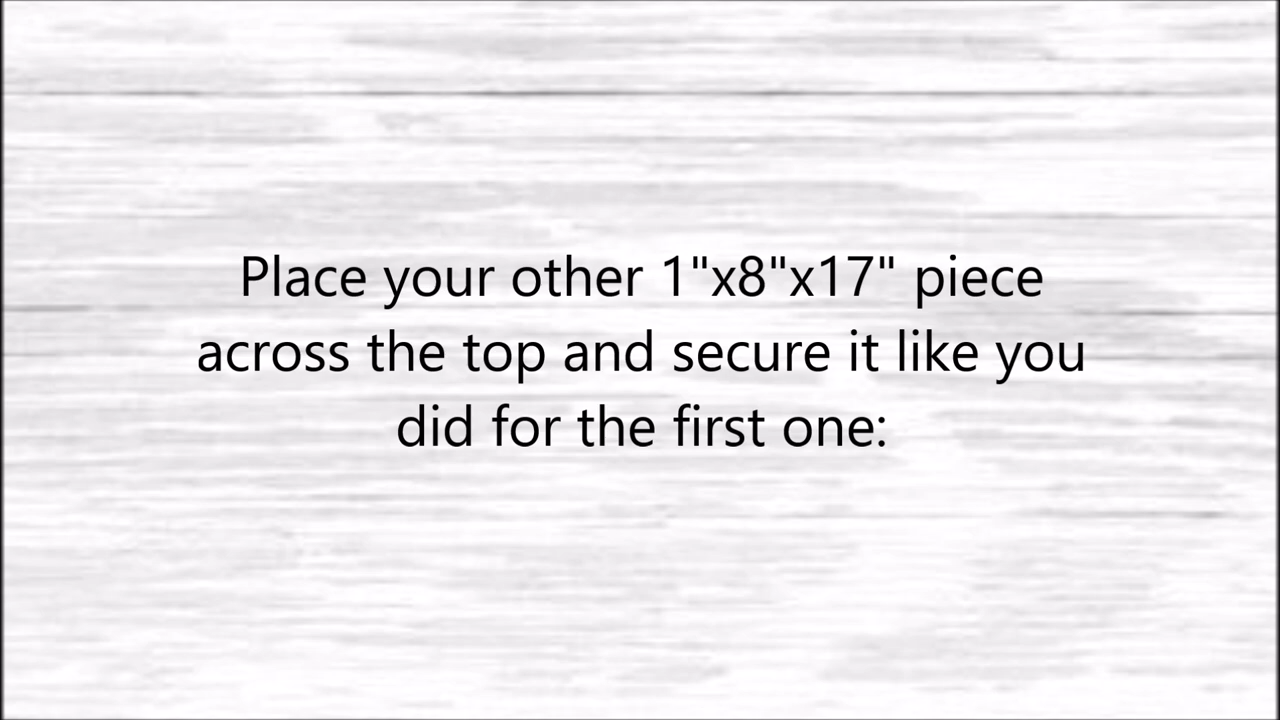 Place your other 1"x8"x17" piece
across the top and secure it like you
did for the first one: